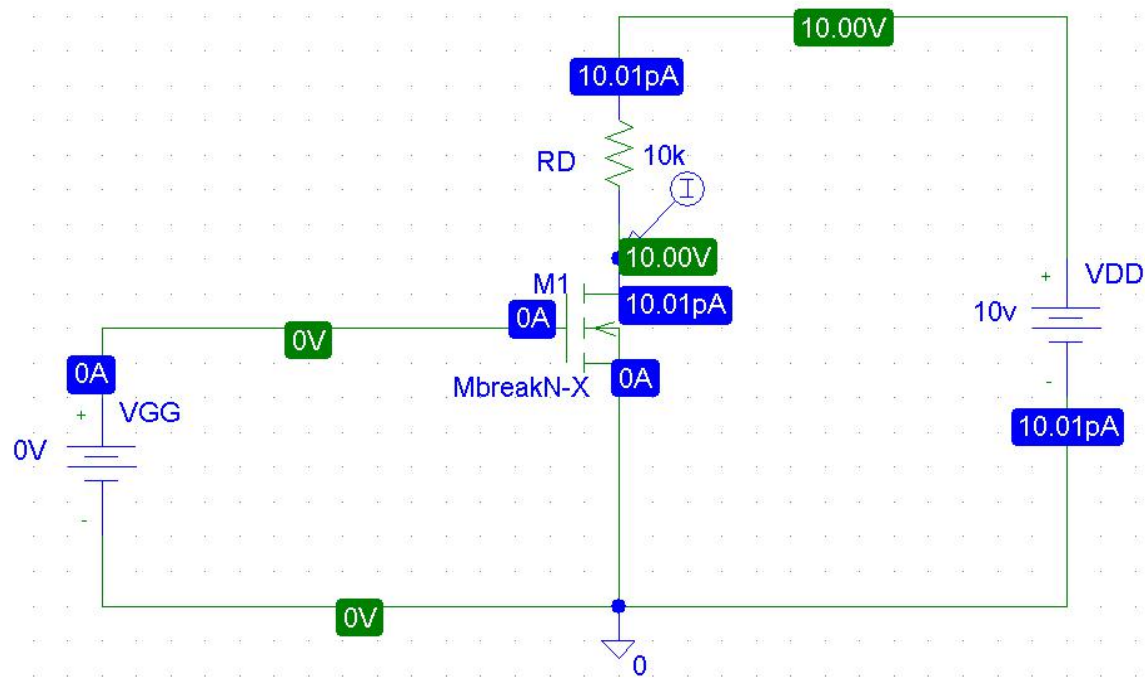 10.00V
10.01pA
RD
10k
I
10.00V
M1
10.01pA
0A
0V
+
VDD
10v
0A
MbreakN-X
0A
+
VGG
0V
-
10.01pA
-
0V
0